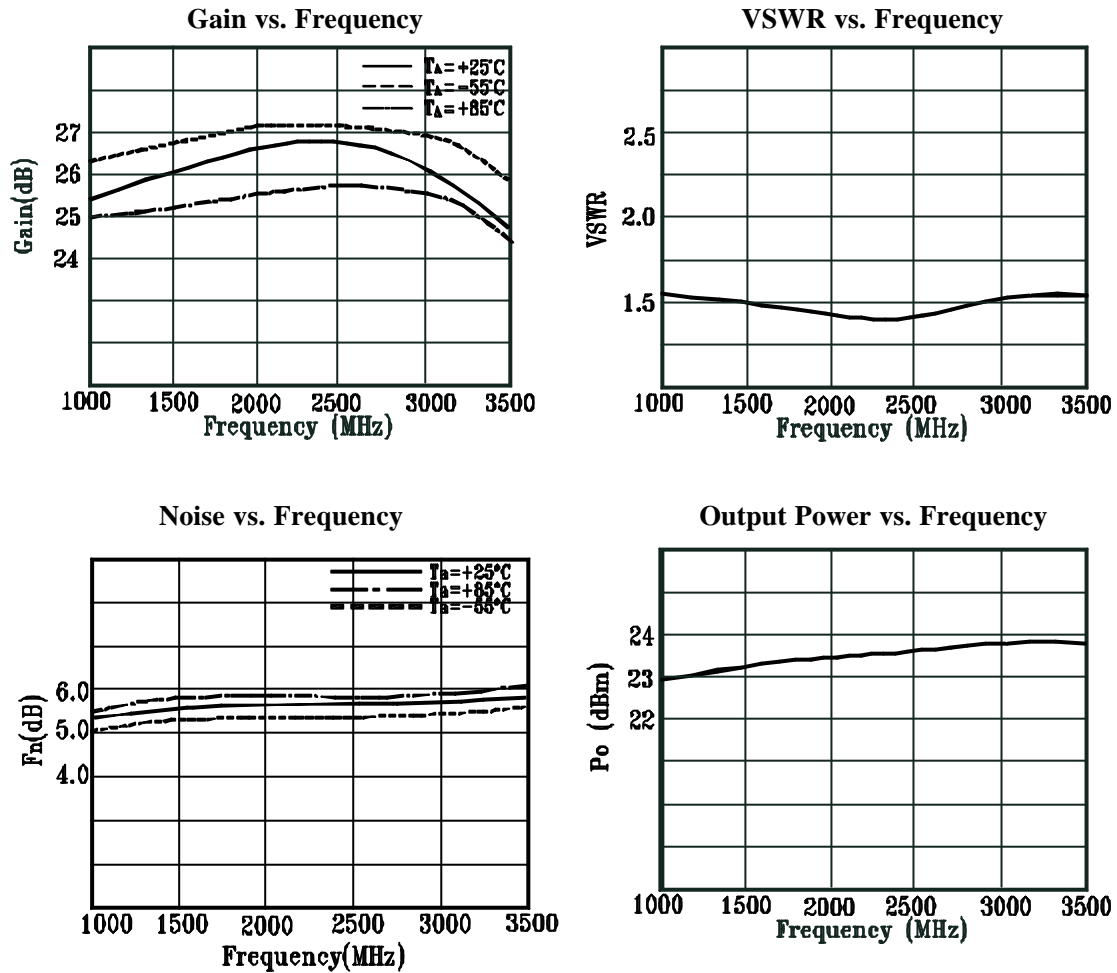 Gain vs. Frequency
T_A=+25°C
T_A=-55°C
T_A=+85°C
27
26
25
24
Gain(dB)
1000 1500 2000 2500 3000 3500
Frequency (MHz)
VSWR vs. Frequency
2.5
2.0
1.5
VSWR
1000 1500 2000 2500 3000 3500
Frequency (MHz)
Noise vs. Frequency
Ta=+25°C
Ta=+85°C
Ta=-55°C
6.0
5.0
4.0
Fn(dB)
1000 1500 2000 2500 3000 3500
Frequency(MHz)
Output Power vs. Frequency
24
23
22
Po (dBm)
1000 1500 2000 2500 3000 3500
Frequency (MHz)